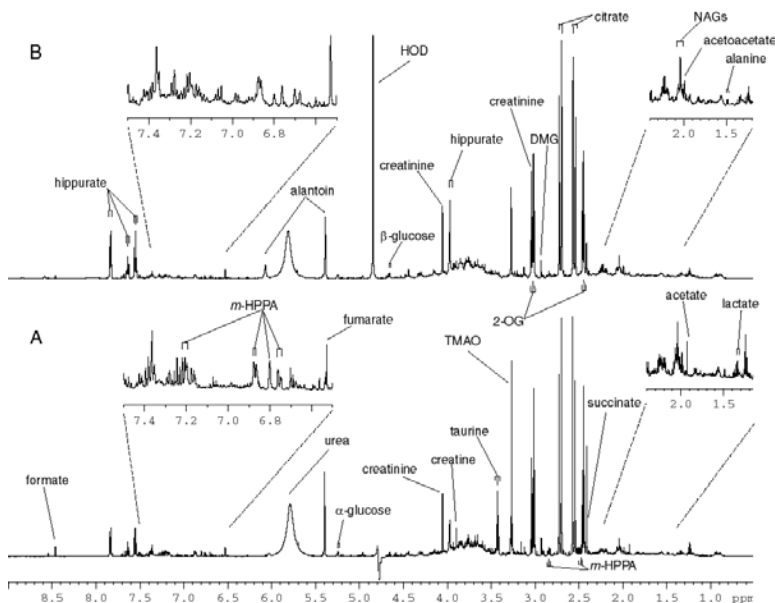 B
HOD
citrate
NAGs
acetoacetate
alanine
7.4 7.2 7.0 6.8
2.0 1.5
creatinine
DMG
hippurate
creatinine
hippurate
alantoin
β-glucose
2-OG
A
m-HPPA
fumarate
TMAO
acetate
lactate
7.4 7.2 7.0 6.8
2.0 1.5
succinate
urea
taurine
creatine
creatinine
formate
α-glucose
m-HPPA
8.5 8.0 7.5 7.0 6.5 6.0 5.5 5.0 4.5 4.0 3.5 3.0 2.5 2.0 1.5 1.0 ppm